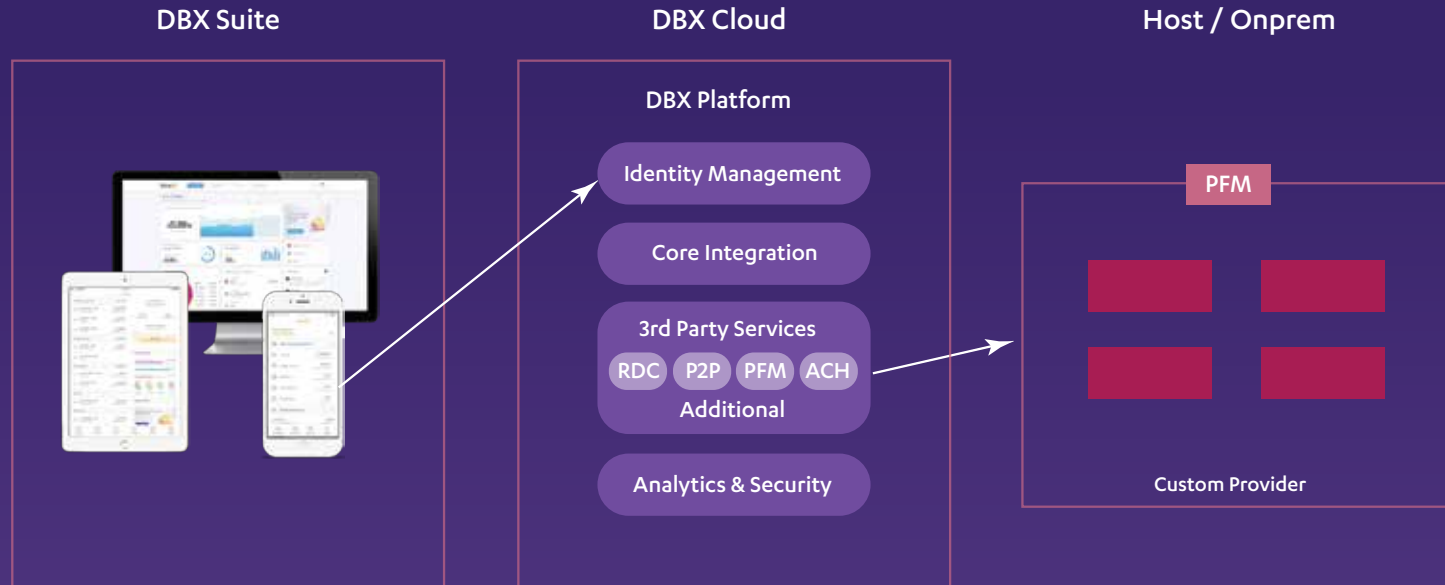 DBX Suite
DBX Cloud
Host / Onprem
DBX Platform
Identity Management
Core Integration
3rd Party Services
RDC P2P PFM ACH
Additional
Analytics & Security
PFM
Custom Provider